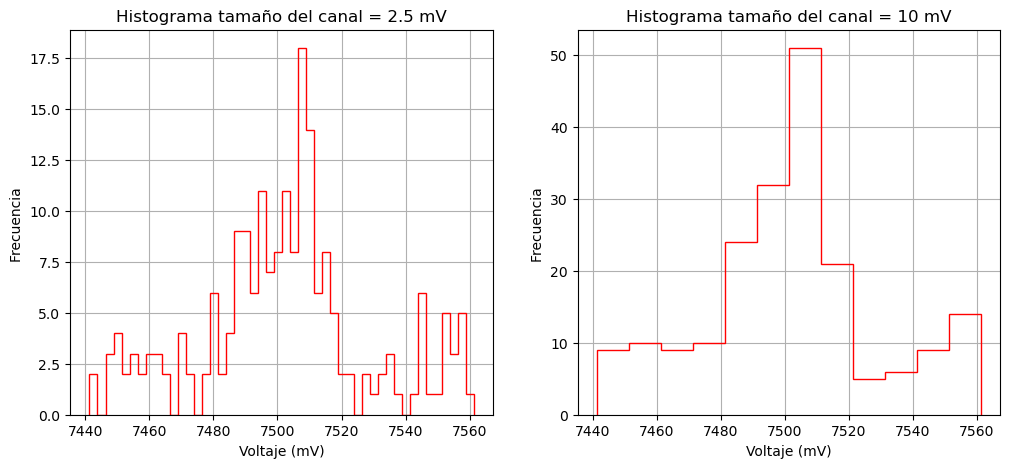 Histograma tamaño del canal = 2.5 mV
17.5
15.0
12.5
10.0
7.5
5.0
2.5
0.0
Frecuencia
7440 7460 7480 7500 7520 7540 7560
Voltaje (mV)
Histograma tamaño del canal = 10 mV
50
40
30
20
10
0
Frecuencia
7440 7460 7480 7500 7520 7540 7560
Voltaje (mV)